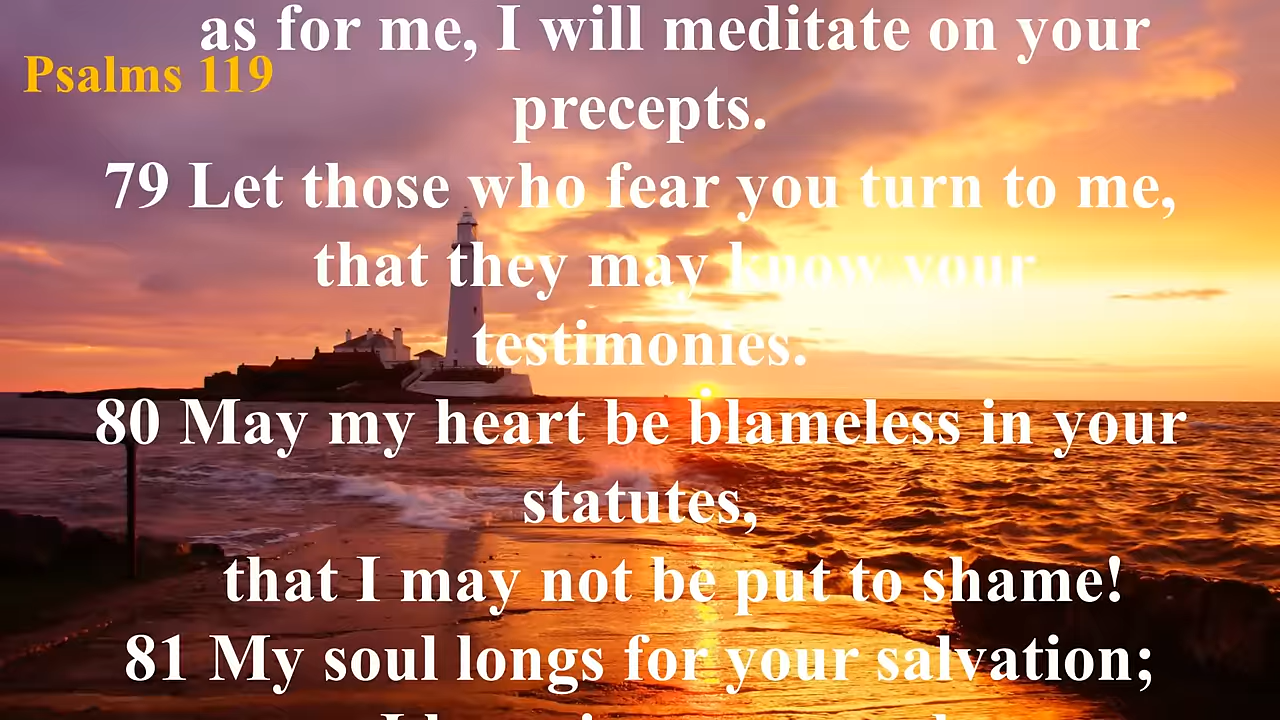 as for me, I will meditate on your
Psalms 119
precepts.
79 Let those who fear you turn to me,
that they may know your
testimonies.
80 May my heart be blameless in your
statutes,
that I may not be put to shame!
81 My soul longs for your salvation;